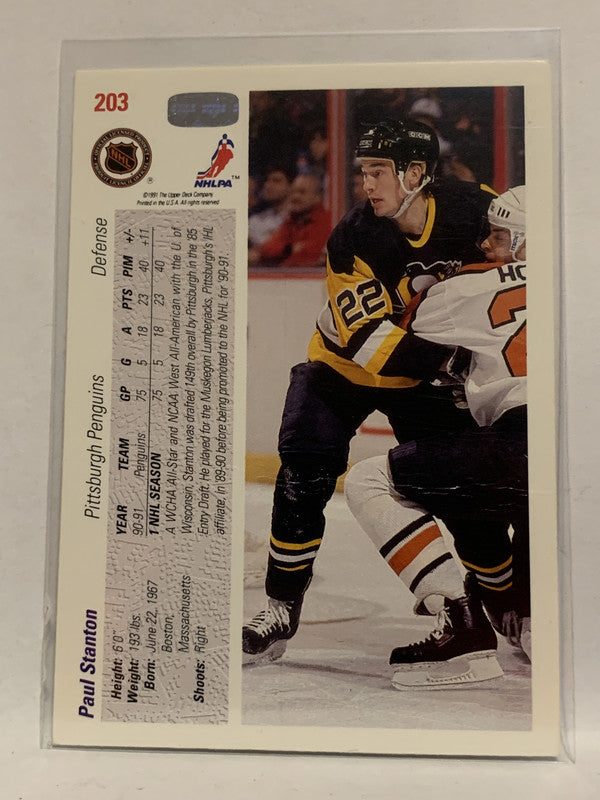 203
NHL
®
NHLPA
™
©1991 The Upper Deck Company
Printed in the U.S.A. All rights reserved
Paul Stanton
Pittsburgh Penguins
Defense
Height: 6'0"
Weight: 193 lbs.
Born: June 22, 1967
Boston,
Massachusetts
Shoots: Right
YEAR TEAM GP G A PTS PIM +/-
90-91 Penguins 75 5 18 23 40 +11
1 NHL SEASON 75 5 18 23 40
A WCHA All-Star and NCAA West All-American with the U. of
Wisconsin, Stanton was drafted 149th overall by Pittsburgh in the '85
Entry Draft. He played for the Muskegon Lumberjacks, Pittsburgh's IHL
affiliate, in '89-90 before being promoted to the NHL for '90-91.
CCM
22
HO
2